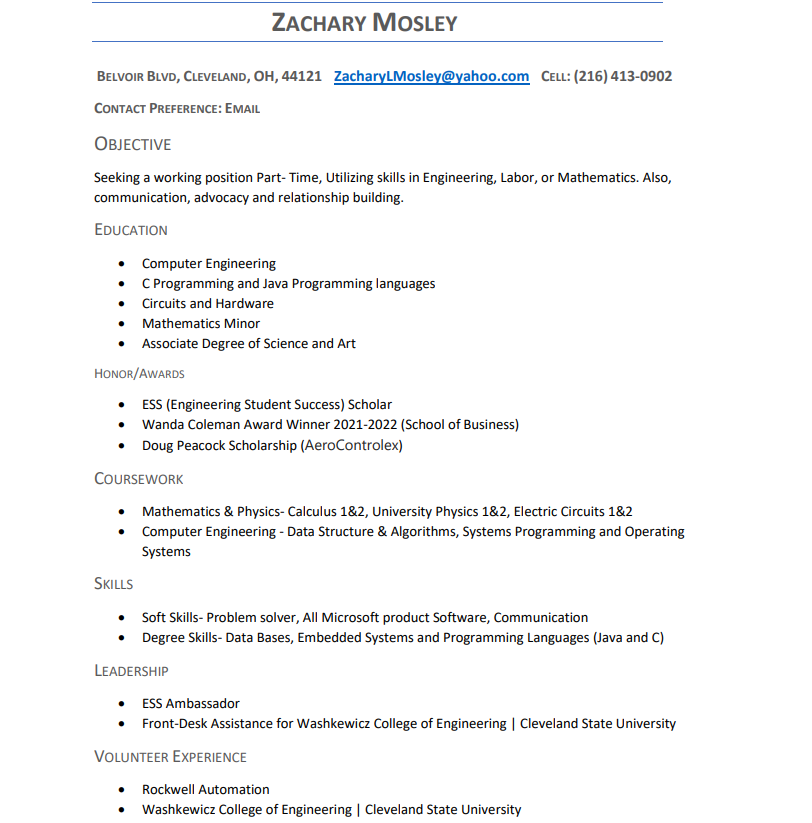 ZACHARY MOSLEY
BELVOIR BLVD, CLEVELAND, OH, 44121 ZacharyLMosley@yahoo.com CELL: (216) 413-0902
CONTACT PREFERENCE: EMAIL
OBJECTIVE
Seeking a working position Part- Time, Utilizing skills in Engineering, Labor, or Mathematics. Also,
communication, advocacy and relationship building.
EDUCATION
• Computer Engineering
• C Programming and Java Programming languages
• Circuits and Hardware
• Mathematics Minor
• Associate Degree of Science and Art
HONOR/AWARDS
• ESS (Engineering Student Success) Scholar
• Wanda Coleman Award Winner 2021-2022 (School of Business)
• Doug Peacock Scholarship (AeroControlex)
COURSEWORK
• Mathematics & Physics- Calculus 1&2, University Physics 1&2, Electric Circuits 1&2
• Computer Engineering - Data Structure & Algorithms, Systems Programming and Operating
Systems
SKILLS
• Soft Skills- Problem solver, All Microsoft product Software, Communication
• Degree Skills- Data Bases, Embedded Systems and Programming Languages (Java and C)
LEADERSHIP
• ESS Ambassador
• Front-Desk Assistance for Washkewicz College of Engineering | Cleveland State University
VOLUNTEER EXPERIENCE
• Rockwell Automation
• Washkewicz College of Engineering | Cleveland State University